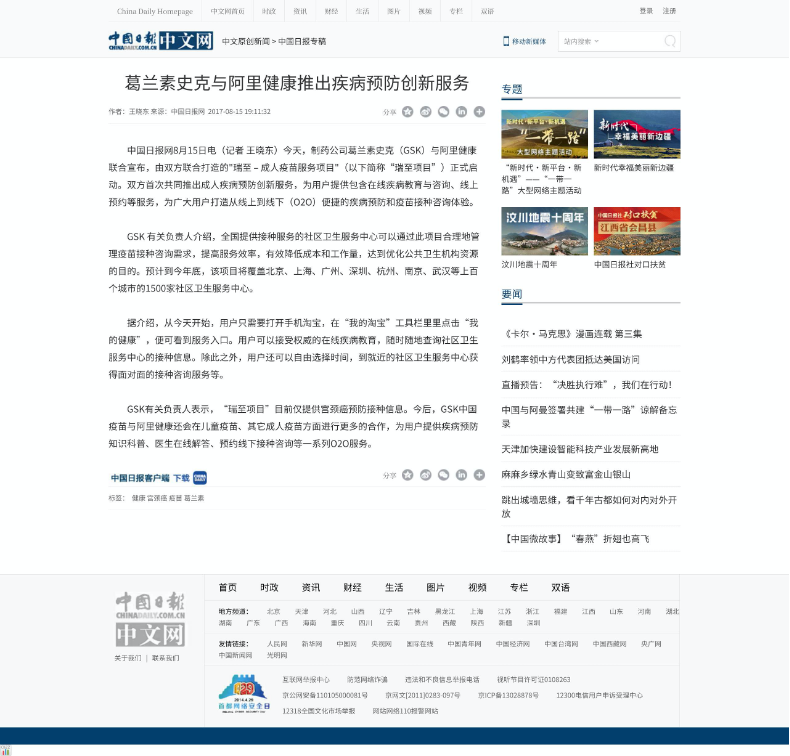 China Daily Homepage 中文网首页 时政 资讯 财经 生活 图片 视频 专栏 双语 登录 注册
中国日报 CHINADAILY.COM.CN 中文网 中文原创新闻 > 中国日报专稿 移动新媒体 站内搜索
葛兰素史克与阿里健康推出疾病预防创新服务
作者：王晓东 来源：中国日报网 2017-08-15 19:11:32 分享
中国日报网8月15日电（记者 王晓东）今天，制药公司葛兰素史克（GSK）与阿里健康
联合宣布，由双方联合打造的“瑞至 – 成人疫苗服务项目”（以下简称“瑞至项目”）正式启
动。双方首次共同推出成人疾病预防创新服务，为用户提供包含在线疾病教育与咨询、线上
预约等服务，为广大用户打造从线上到线下（O2O）便捷的疾病预防和疫苗接种咨询体验。
GSK 有关负责人介绍，全国提供接种服务的社区卫生服务中心可以通过此项目合理地管
理疫苗接种咨询需求，提高服务效率，有效降低成本和工作量，达到优化公共卫生机构资源
的目的。预计到今年底，该项目将覆盖北京、上海、广州、深圳、杭州、南京、武汉等上百
个城市的1500家社区卫生服务中心。
据介绍，从今天开始，用户只需要打开手机淘宝，在“我的淘宝”工具栏里里点击“我
的健康”，便可看到服务入口。用户可以接受权威的在线疾病教育，随时随地查询社区卫生
服务中心的接种信息。除此之外，用户还可以自由选择时间，到就近的社区卫生服务中心获
得面对面的接种咨询服务等。
GSK有关负责人表示，“瑞至项目”目前仅提供宫颈癌预防接种信息。今后，GSK中国
疫苗与阿里健康还会在儿童疫苗、其它成人疫苗方面进行更多的合作，为用户提供疾病预防
知识科普、医生在线解答、预约线下接种咨询等一系列O2O服务。
中国日报客户端 下载 分享
标签： 健康 宫颈癌 疫苗 葛兰素
专题
新时代·新平台·新机遇
“一带一路”
大型网络主题活动
新时代
幸福美丽新边疆
“新时代·新平台·新
机遇”——“一带一
路”大型网络主题活动
新时代幸福美丽新边疆
汶川地震十周年
中国日报社 对口扶贫
江西省会昌县
汶川地震十周年
中国日报社对口扶贫
要闻
《卡尔·马克思》漫画连载 第三集
刘鹤率领中方代表团抵达美国访问
直播预告：“决胜执行难”，我们在行动！
中国与阿曼签署共建“一带一路”谅解备忘
录
天津加快建设智能科技产业发展新高地
麻麻乡绿水青山变致富金山银山
跳出城墙思维，看千年古都如何对内对外开
放
【中国微故事】“春燕”折翅也高飞
中国日报
CHINADAILY.COM.CN
中文网
关于我们 | 联系我们
首页 时政 资讯 财经 生活 图片 视频 专栏 双语
地方频道： 北京 天津 河北 山西 辽宁 吉林 黑龙江 上海 江苏 浙江 福建 江西 山东 河南 湖北
湖南 广东 广西 海南 重庆 四川 云南 贵州 西藏 陕西 新疆 深圳
友情链接： 人民网 新华网 中国网 央视网 国际在线 中国青年网 中国经济网 中国台湾网 中国西藏网 央广网
中国新闻网 光明网
首都网络安全日
互联网举报中心 防范网络诈骗 违法和不良信息举报电话 视听节目许可证0108263
京公网安备110105000081号 京网文[2011]0283-097号 京ICP备13028878号 12300电信用户申诉受理中心
12318全国文化市场举报 网站网络110报警网站